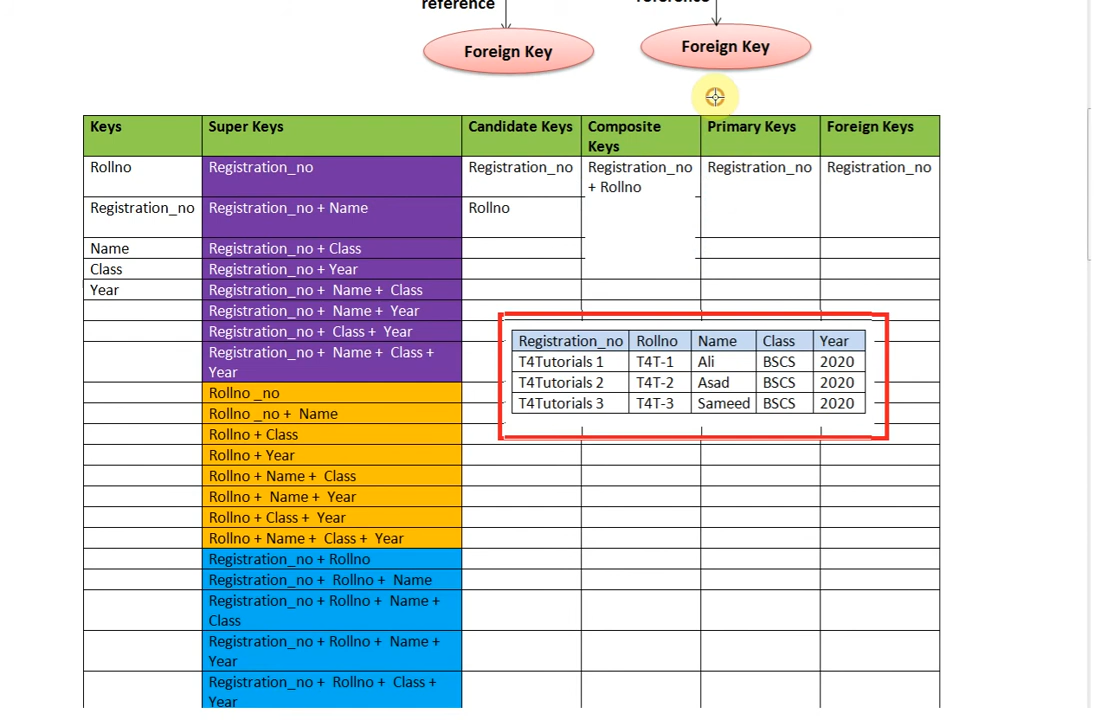 reference
reference
Foreign Key
Foreign Key
Keys Super Keys Candidate Keys Composite Keys Primary Keys Foreign Keys
Rollno Registration_no Registration_no Registration_no + Rollno Registration_no Registration_no
Registration_no Registration_no + Name Rollno
Name Registration_no + Class
Class Registration_no + Year
Year Registration_no + Name + Class
Registration_no + Name + Year
Registration_no + Class + Year
Registration_no + Name + Class +
Year
Registration_no Rollno Name Class Year
T4Tutorials 1 T4T-1 Ali BSCS 2020
T4Tutorials 2 T4T-2 Asad BSCS 2020
T4Tutorials 3 T4T-3 Sameed BSCS 2020
Rollno _no
Rollno _no + Name
Rollno + Class
Rollno + Year
Rollno + Name + Class
Rollno + Name + Year
Rollno + Class + Year
Rollno + Name + Class + Year
Registration_no + Rollno
Registration_no + Rollno + Name
Registration_no + Rollno + Name +
Class
Registration_no + Rollno + Name +
Year
Registration_no + Rollno + Class +
Year